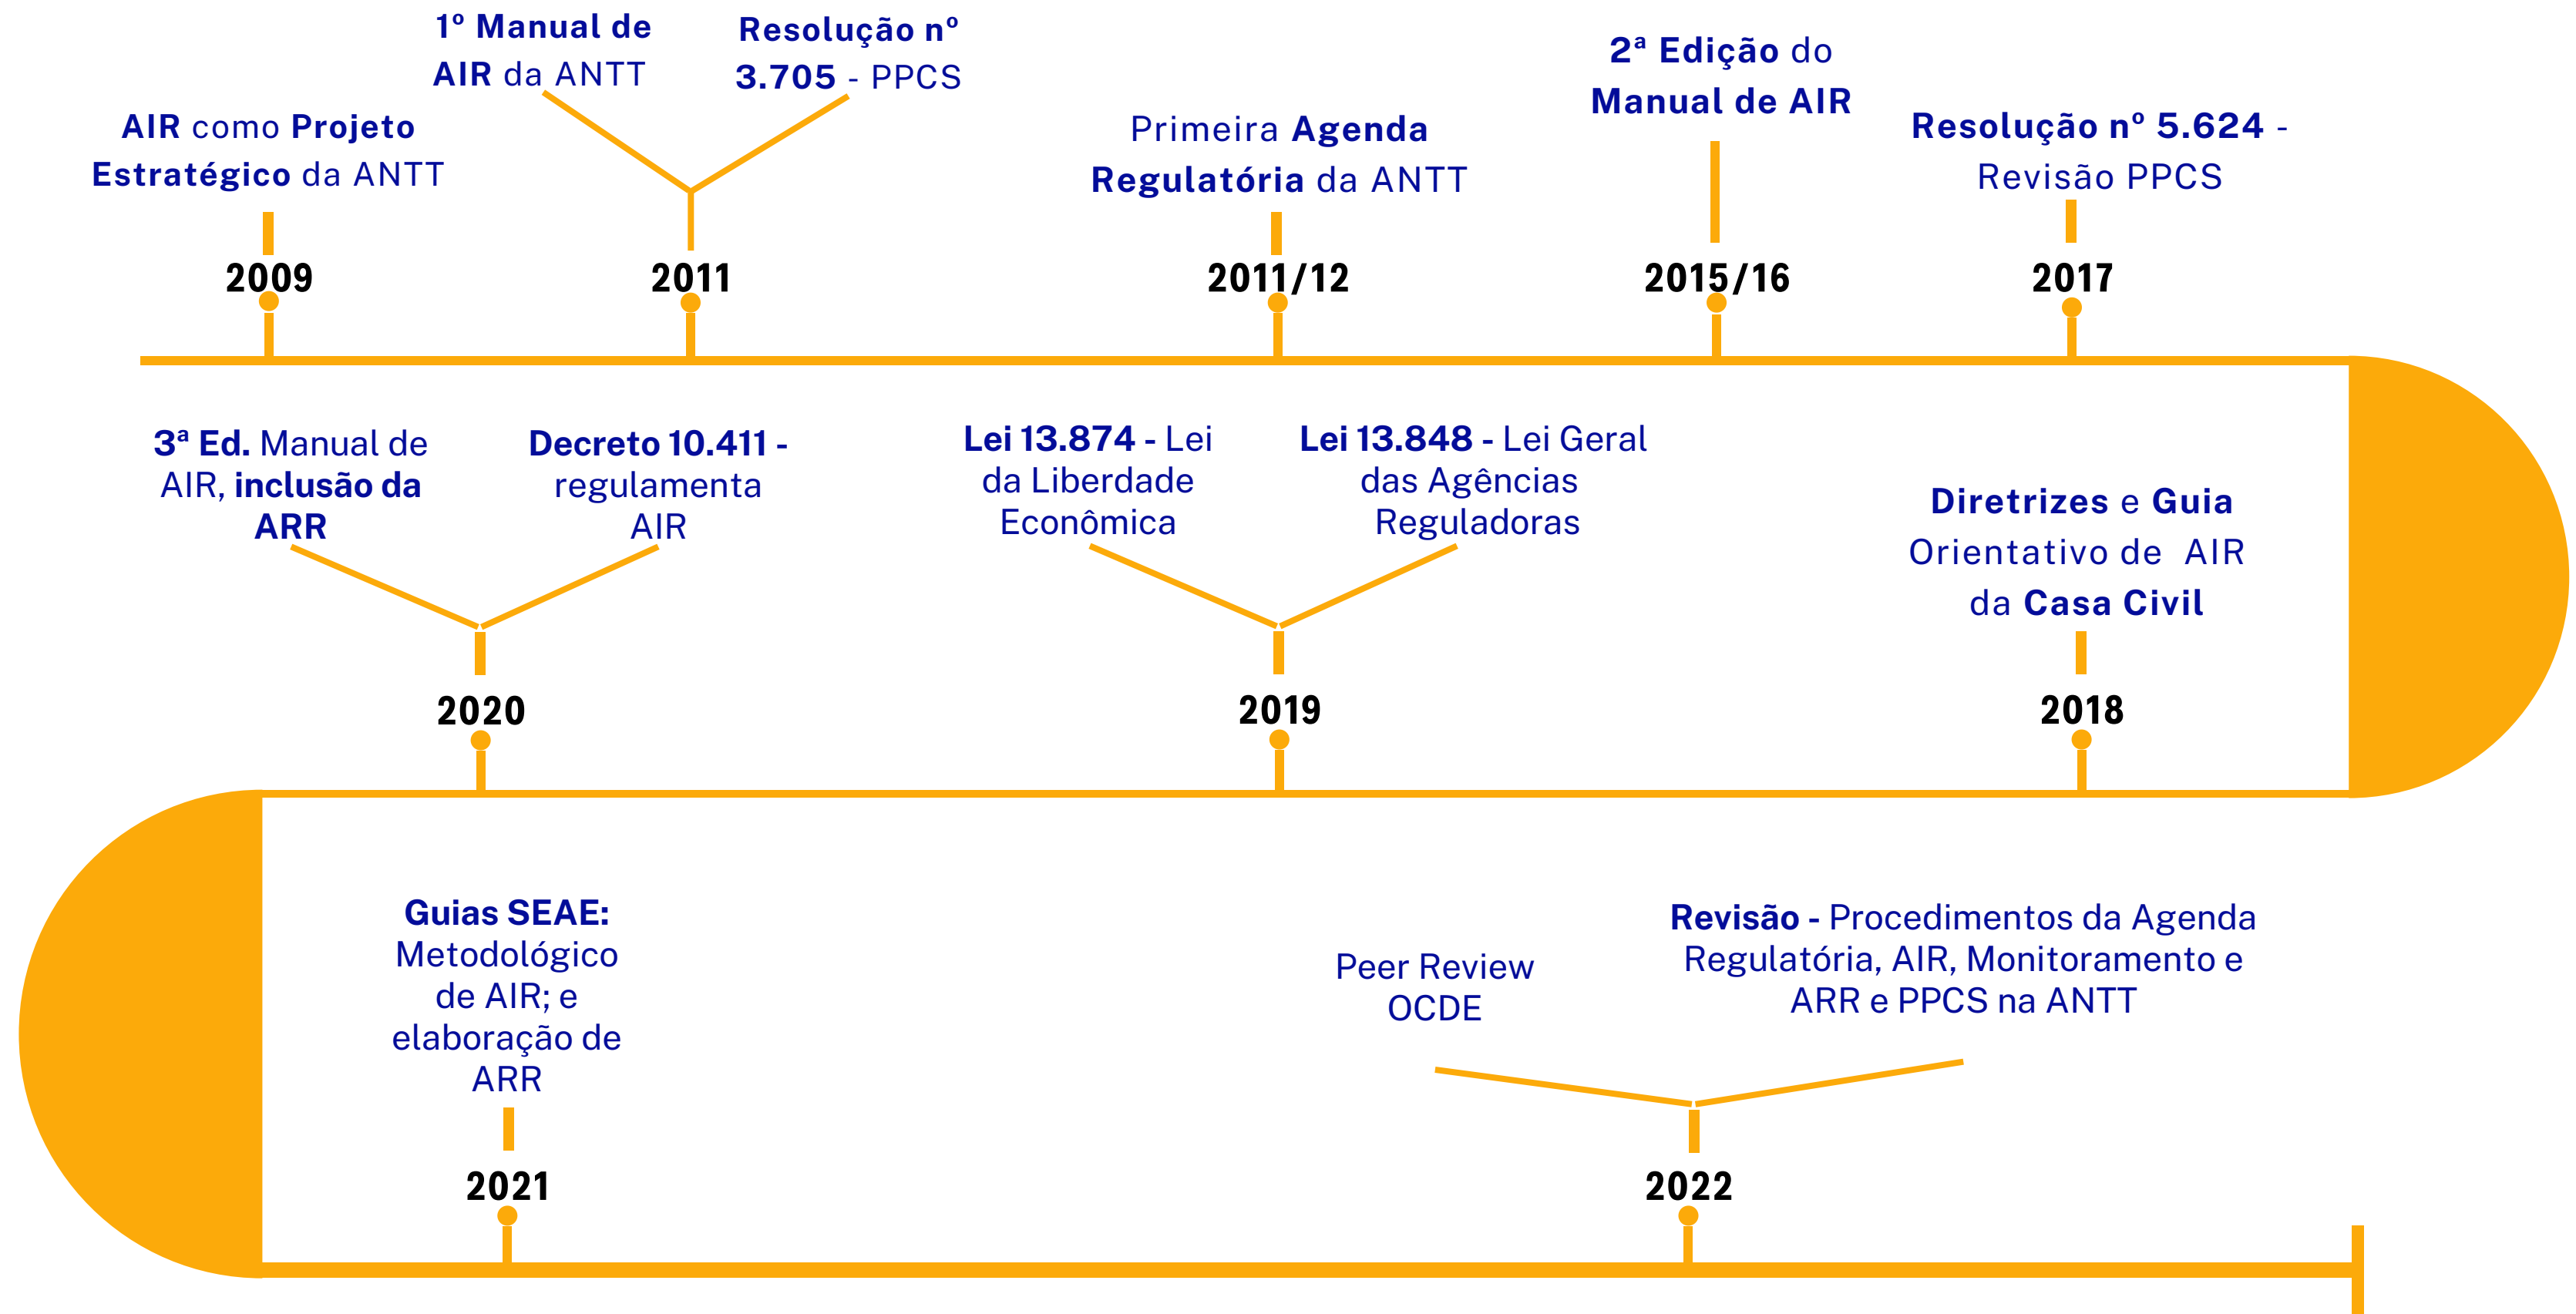 1º Manual de
AIR da ANTT
Resolução nº
3.705 - PPCS
2ª Edição do
Manual de AIR
AIR como Projeto
Estratégico da ANTT
Primeira Agenda
Regulatória da ANTT
Resolução nº 5.624 -
Revisão PPCS
2009
2011
2011/12
2015/16
2017
3ª Ed. Manual de
AIR, inclusão da
ARR
Decreto 10.411 -
regulamenta
AIR
Lei 13.874 - Lei
da Liberdade
Econômica
Lei 13.848 - Lei Geral
das Agências
Reguladoras
Diretrizes e Guia
Orientativo de AIR
da Casa Civil
2020
2019
2018
Guias SEAE:
Metodológico
de AIR; e
elaboração de
ARR
Peer Review
OCDE
Revisão - Procedimentos da Agenda
Regulatória, AIR, Monitoramento e
ARR e PPCS na ANTT
2021
2022